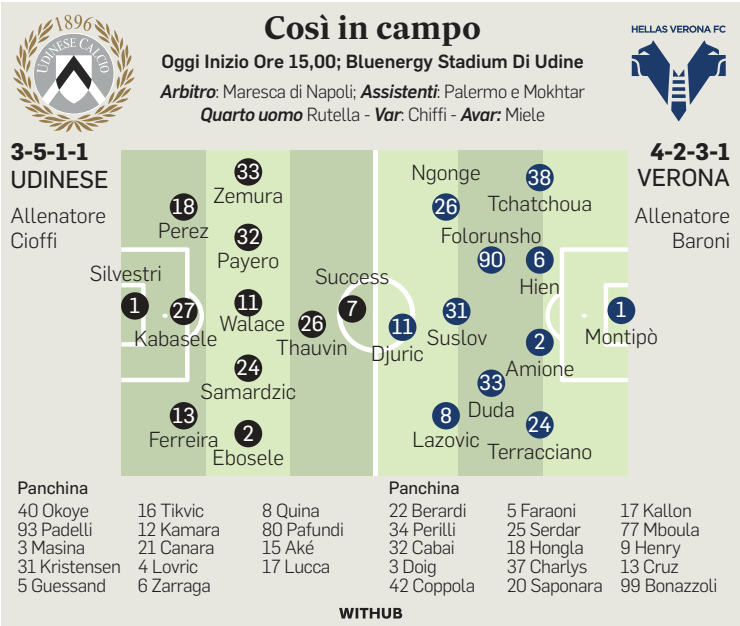 Così in campo
Oggi Inizio Ore 15,00; Bluenergy Stadium Di Udine
Arbitro: Maresca di Napoli; Assistenti: Palermo e Mokhtar
Quarto uomo Rutella - Var: Chiffi - Avar: Miele
1896
UDINESE CALCIO
HELLAS VERONA FC
3-5-1-1
UDINESE
Allenatore
Cioffi
4-2-3-1
VERONA
Allenatore
Baroni
1
Silvestri
18
Perez
27
Kabasele
13
Ferreira
33
Zemura
32
Payero
11
Walace
24
Samardzic
2
Ebosele
26
Thauvin
Success
7
11
Djuric
Ngonge
26
31
Suslov
8
Lazovic
Folorunsho
90
33
Duda
38
Tchatchoua
6
Hien
2
Amione
24
Terracciano
1
Montipò
Panchina
40 Okoye
93 Padelli
3 Masina
31 Kristensen
5 Guessand
16 Tikvic
12 Kamara
21 Canara
4 Lovric
6 Zarraga
8 Quina
80 Pafundi
15 Aké
17 Lucca
Panchina
22 Berardi
34 Perilli
32 Cabai
3 Doig
42 Coppola
5 Faraoni
25 Serdar
18 Hongla
37 Charlys
20 Saponara
17 Kallon
77 Mboula
9 Henry
13 Cruz
99 Bonazzoli
WITHUB